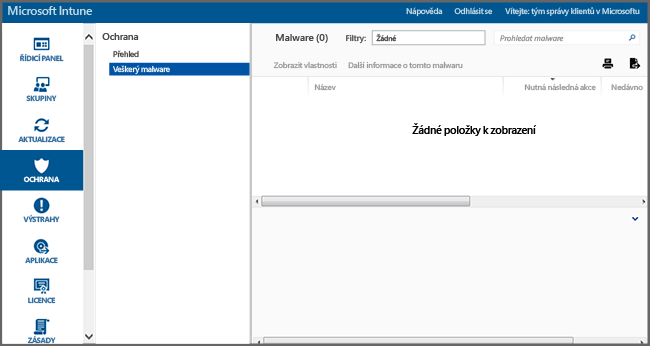 Microsoft Intune
Nápověda Odhlásit se Vítejte: tým správy klientů v Microsoftu
ŘÍDICÍ PANEL
SKUPINY
AKTUALIZACE
OCHRANA
VÝSTRAHY
APLIKACE
LICENCE
ZÁSADY
Ochrana
Přehled
Veškerý malware
Malware (0) Filtry: Žádné Prohledat malware
Zobrazit vlastnosti Další informace o tomto malwaru
Název Nutná následná akce Nedávno
Žádné položky k zobrazení